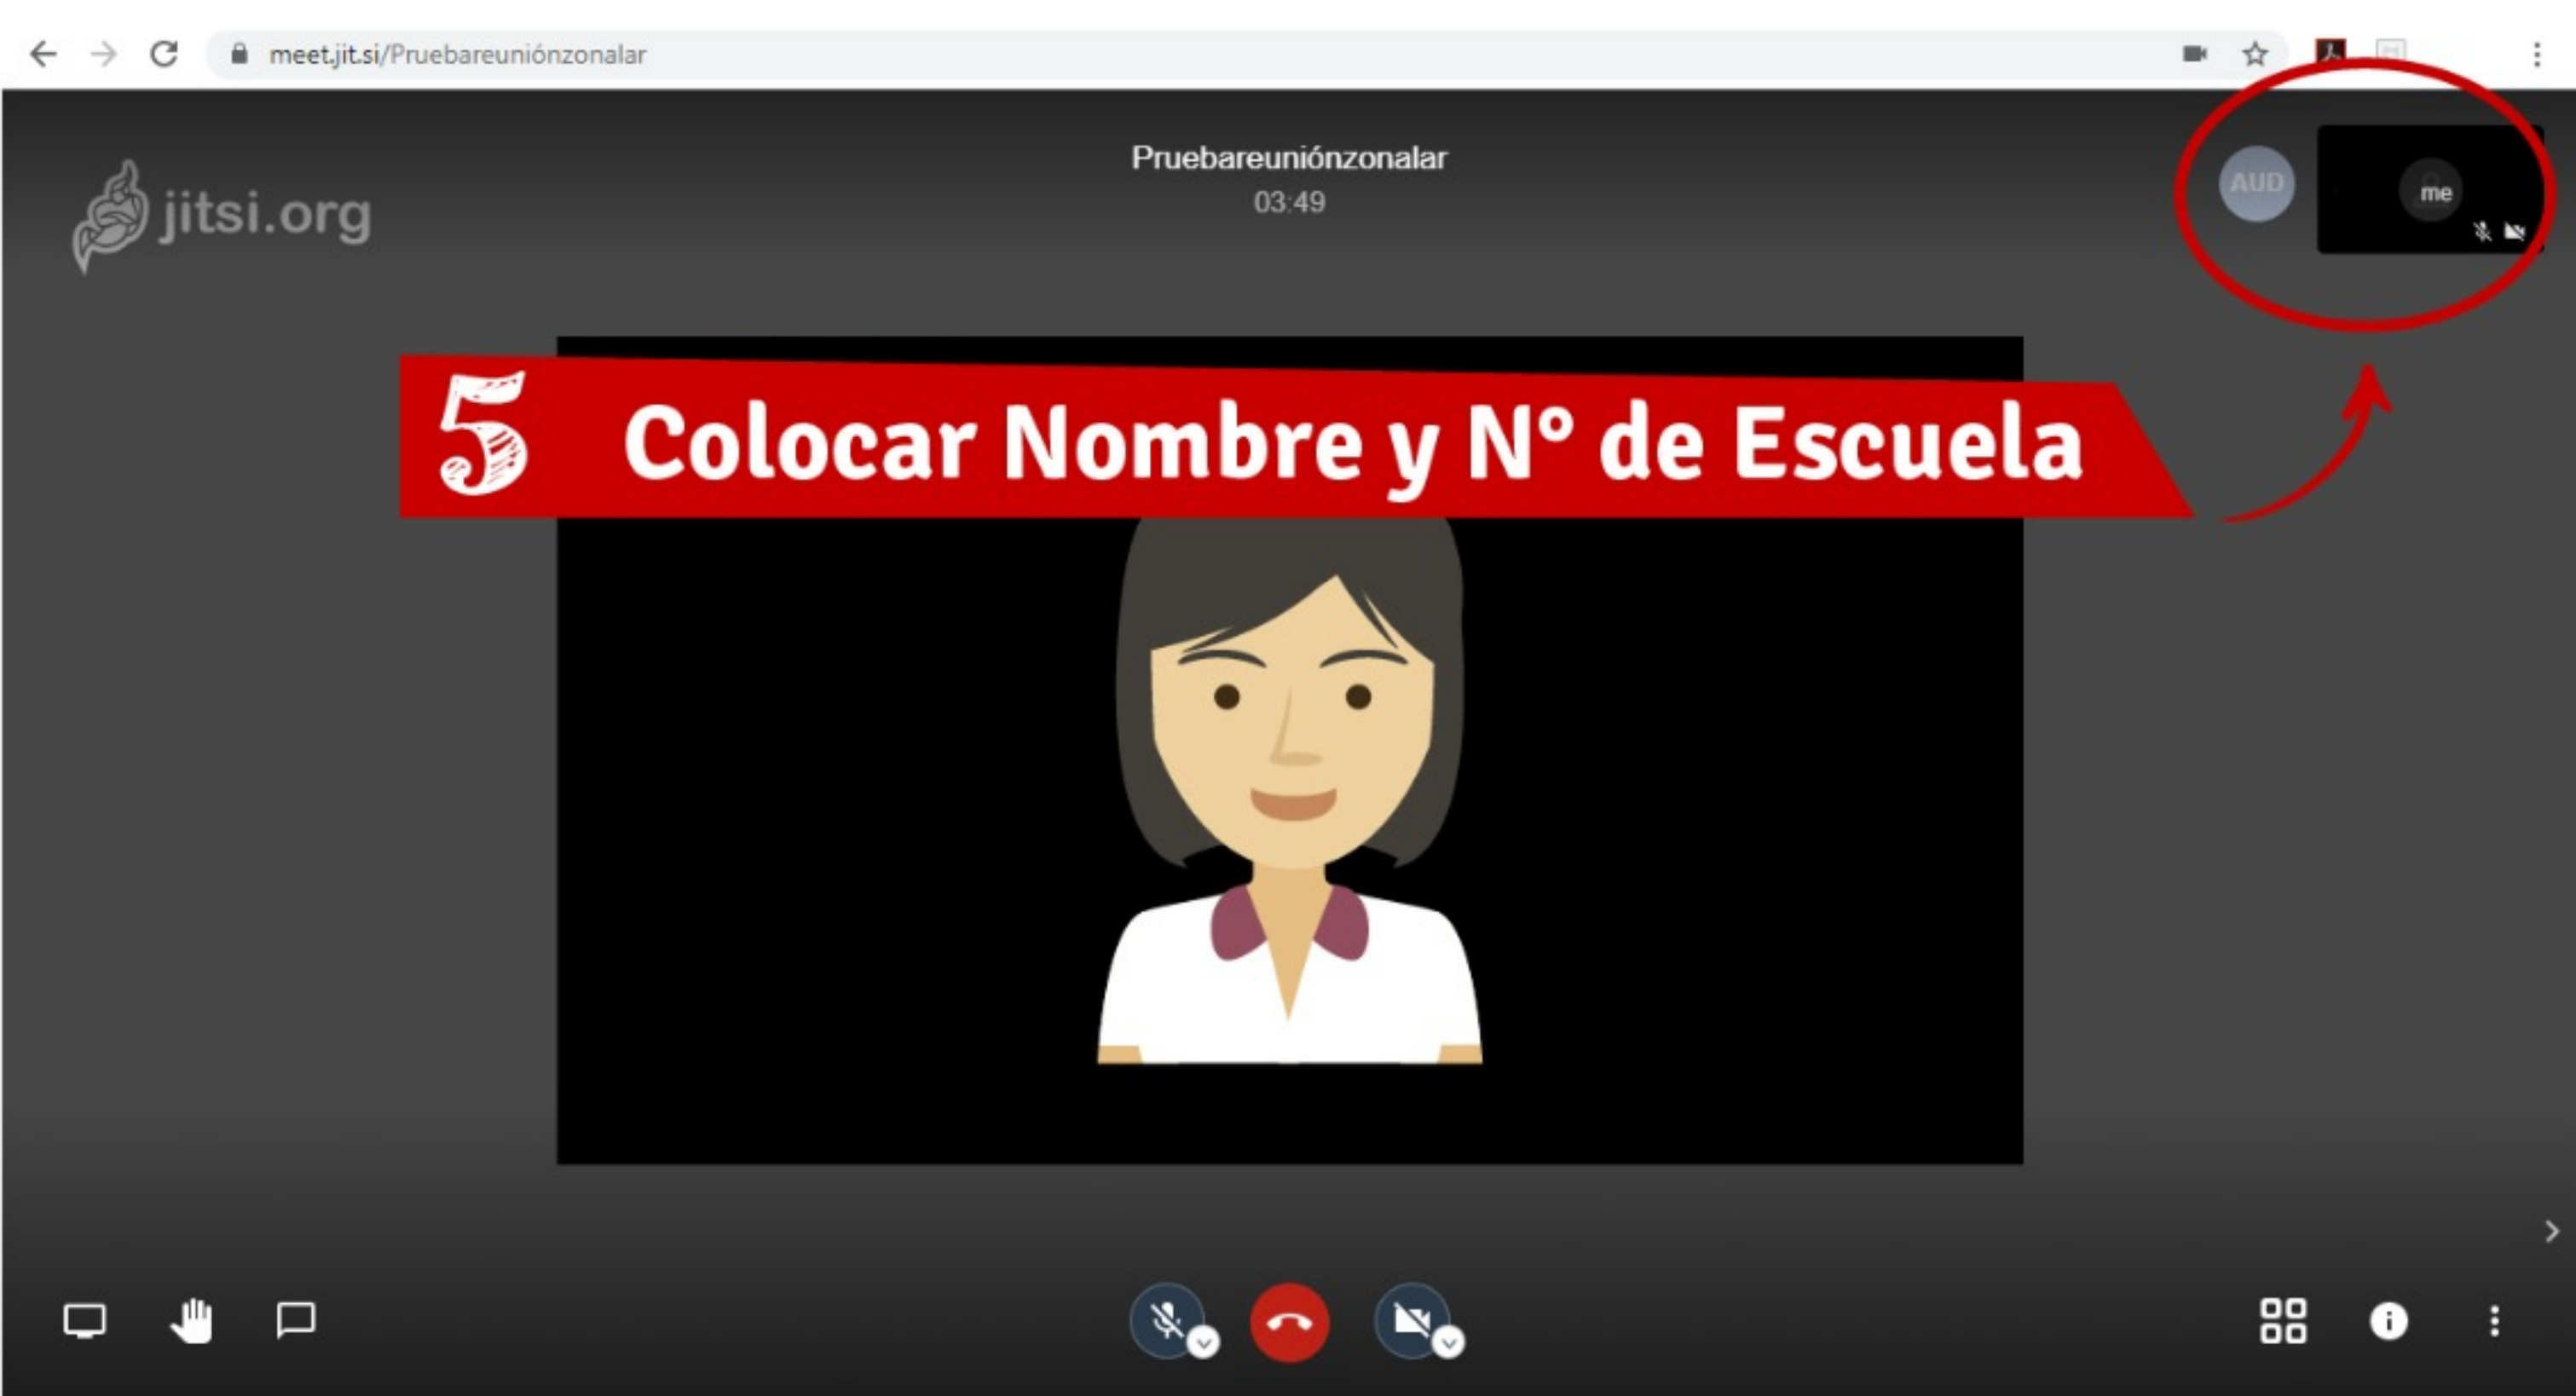 meet.jit.si/Pruebareuniónzonalar
jitsi.org
Pruebareuniónzonalar
03:49
AUD
me
5 Colocar Nombre y N° de Escuela